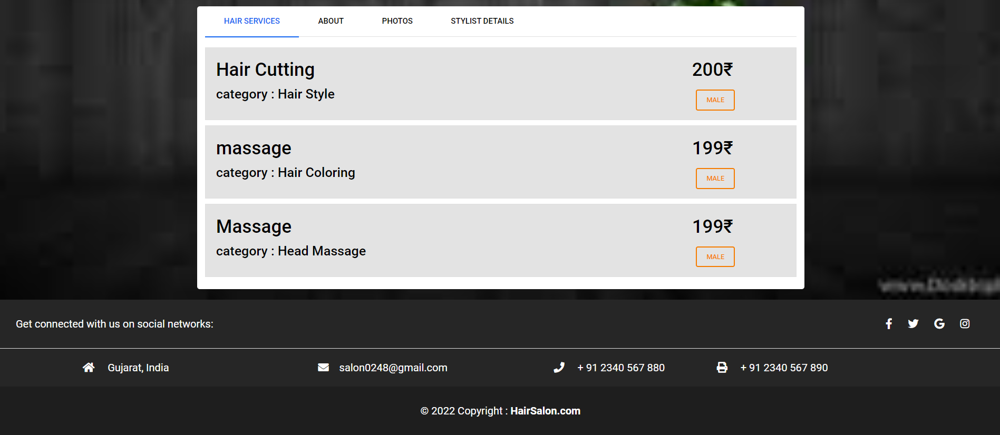 HAIR SERVICES ABOUT PHOTOS STYLIST DETAILS
Hair Cutting 200₹
category : Hair Style MALE
massage 199₹
category : Hair Coloring MALE
Massage 199₹
category : Head Massage MALE
Get connected with us on social networks:
Gujarat, India salon0248@gmail.com + 91 2340 567 880 + 91 2340 567 890
© 2022 Copyright : HairSalon.com